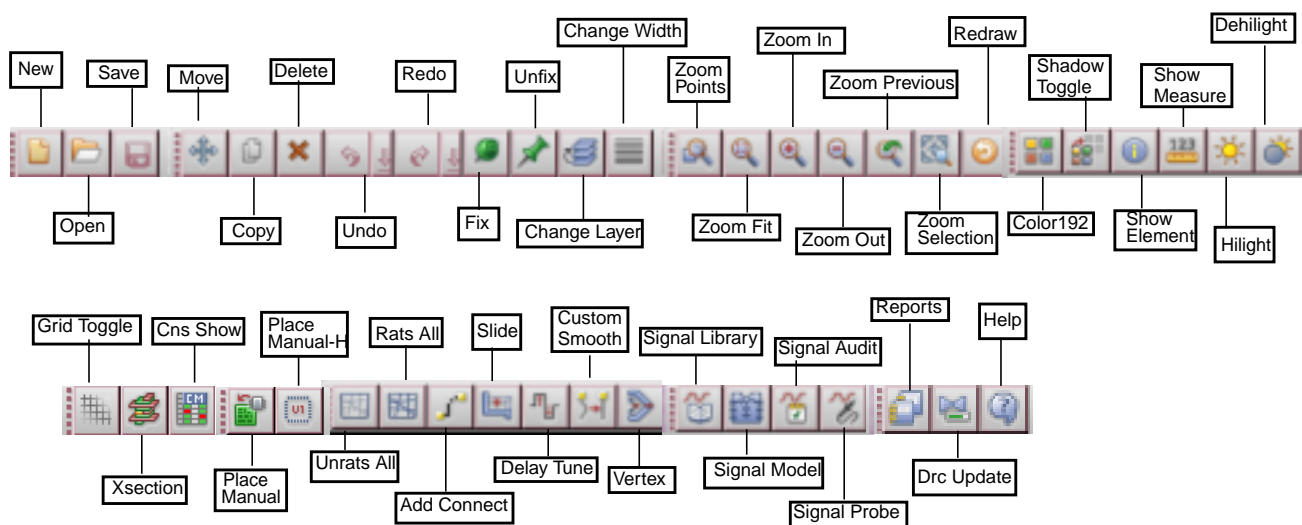 Change Width
Dehilight
Zoom In
Redraw
New
Save
Move
Delete
Redo
Unfix
Zoom
Points
Zoom Previous
Shadow
Toggle
Show
Measure
123
Open
Copy
Undo
Fix
Change Layer
Zoom Fit
Zoom Out
Zoom
Selection
Color192
Show
Element
Hilight
Grid Toggle
Cns Show
Place
Manual-H
Rats All
Slide
Custom
Smooth
Signal Library
Signal Audit
Reports
Help
CM
U1
Xsection
Place
Manual
Unrats All
Add Connect
Delay Tune
Vertex
Signal Model
Signal Probe
Drc Update